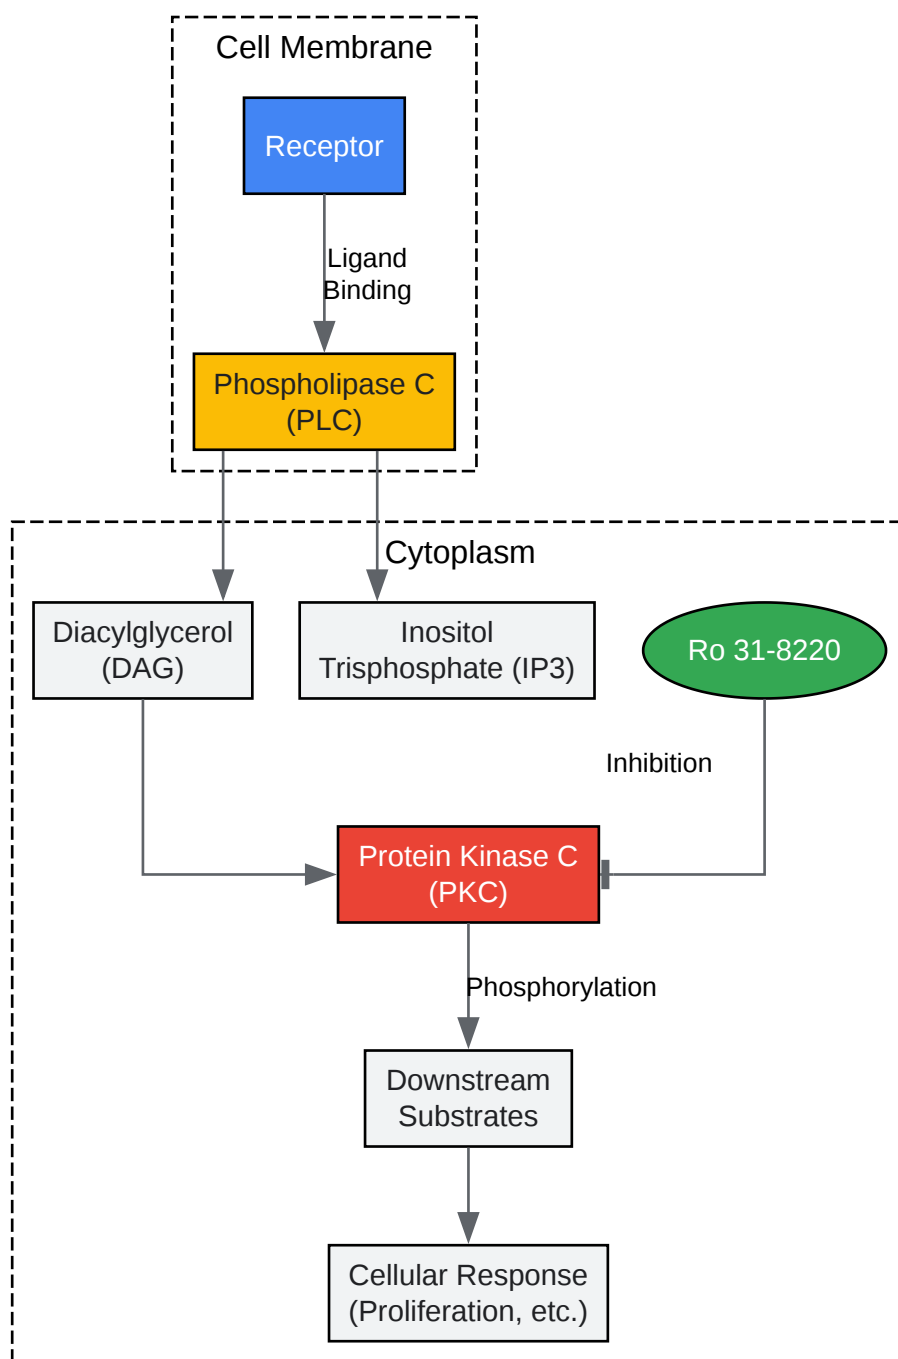 Cell Membrane
Receptor
Ligand
Binding
Phospholipase C
(PLC)
Cytoplasm
Diacylglycerol
(DAG)
Inositol
Trisphosphate (IP3)
Ro 31-8220
Inhibition
Protein Kinase C
(PKC)
Phosphorylation
Downstream
Substrates
Cellular Response
(Proliferation, etc.)